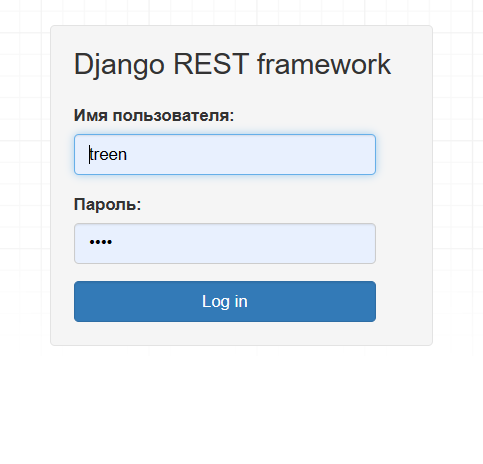 Django REST framework
Имя пользователя:
treen
Пароль:
••••
Log in